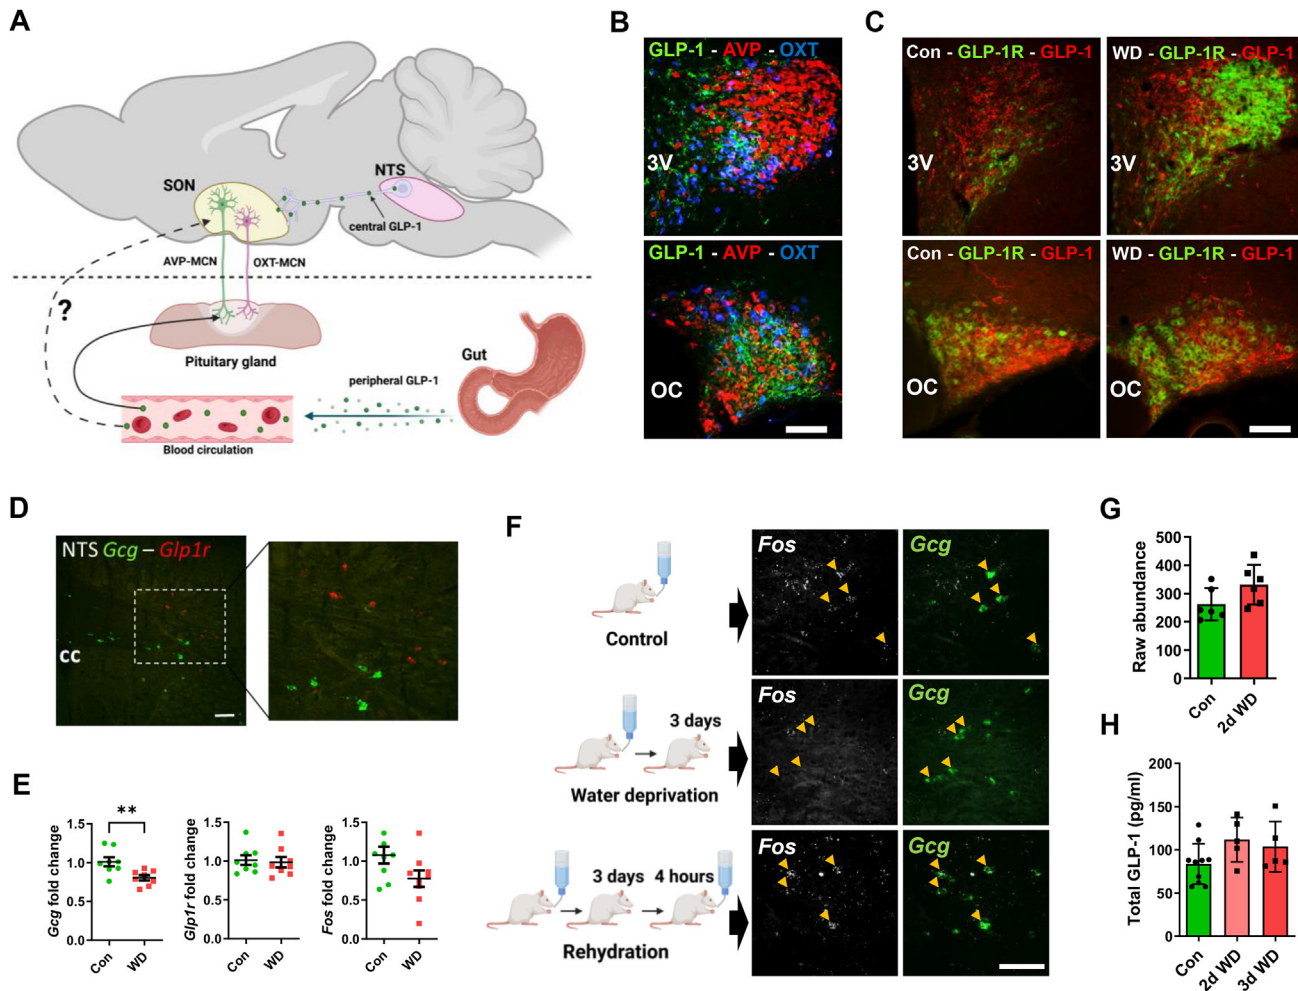 A
SON
NTS
central GLP-1
AVP-MCN
OXT-MCN
?
Pituitary gland
Gut
peripheral GLP-1
Blood circulation
B
GLP-1 - AVP - OXT
3V
GLP-1 - AVP - OXT
OC
C
Con - GLP-1R - GLP-1
3V
WD - GLP-1R - GLP-1
3V
Con - GLP-1R - GLP-1
OC
WD - GLP-1R - GLP-1
OC
D
NTS Gcg – Glp1r
CC
E
**
Gcg fold change
1.5
1.0
0.5
0.0
Con
WD
Glp1r fold change
1.5
1.0
0.5
0.0
Con
WD
Fos fold change
1.5
1.0
0.5
0.0
Con
WD
F
Control
Fos
Gcg
3 days
Water deprivation
Fos
Gcg
3 days
4 hours
Rehydration
Fos
Gcg
G
Raw abundance
500
400
300
200
100
0
Con
2d WD
H
Total GLP-1 (pg/ml)
200
150
100
50
0
Con
2d WD
3d WD